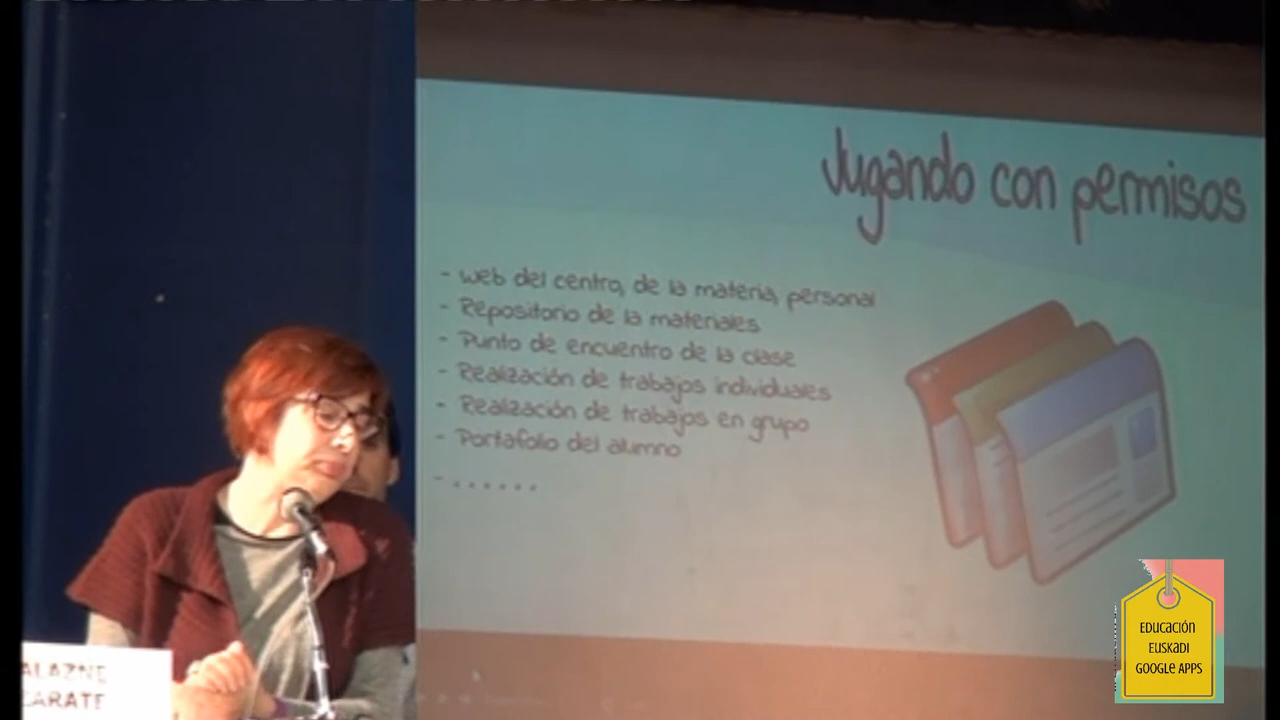 Jugando con permisos
- web del centro, de la materia, personal
- Repositorio de la materiales
- Punto de encuentro de la clase
- Realización de trabajos individuales
- Realización de trabajos en grupo
- Portafolio del alumno
- ......
ALAZNE
ZARATE
EDUCACIÓN
EUSKADI
GOOGLE APPS